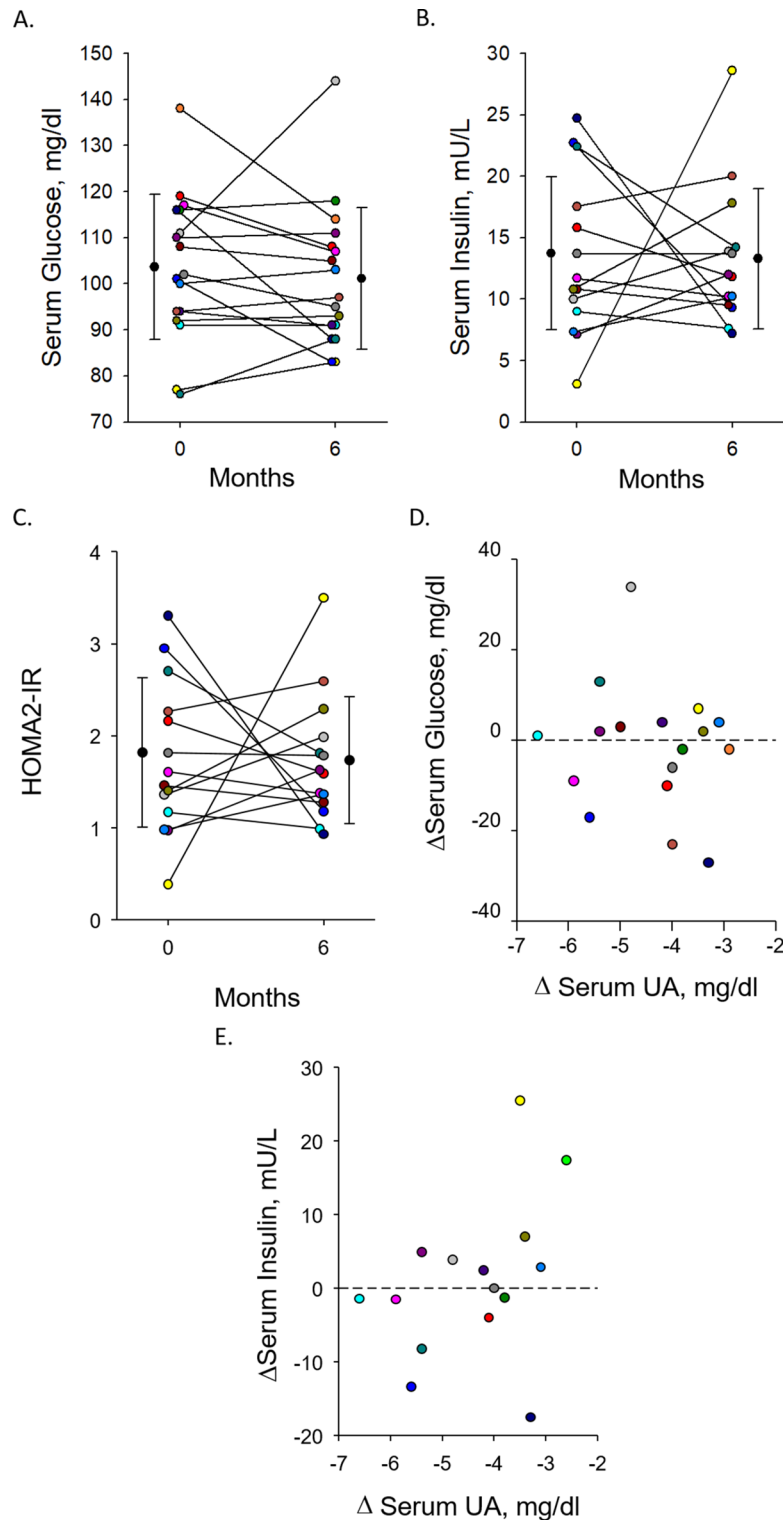 A.
B.
150
140
130
120
110
100
90
80
70
Serum Glucose, mg/dl
0
6
Months
30
25
20
15
10
5
0
Serum Insulin, mU/L
0
6
Months
C.
D.
4
3
2
1
0
HOMA2-IR
0
6
Months
40
20
0
-20
-40
ΔSerum Glucose, mg/dl
-7 -6 -5 -4 -3 -2
Δ Serum UA, mg/dl
E.
30
20
10
0
-10
-20
ΔSerum Insulin, mU/L
-7 -6 -5 -4 -3 -2
Δ Serum UA, mg/dl